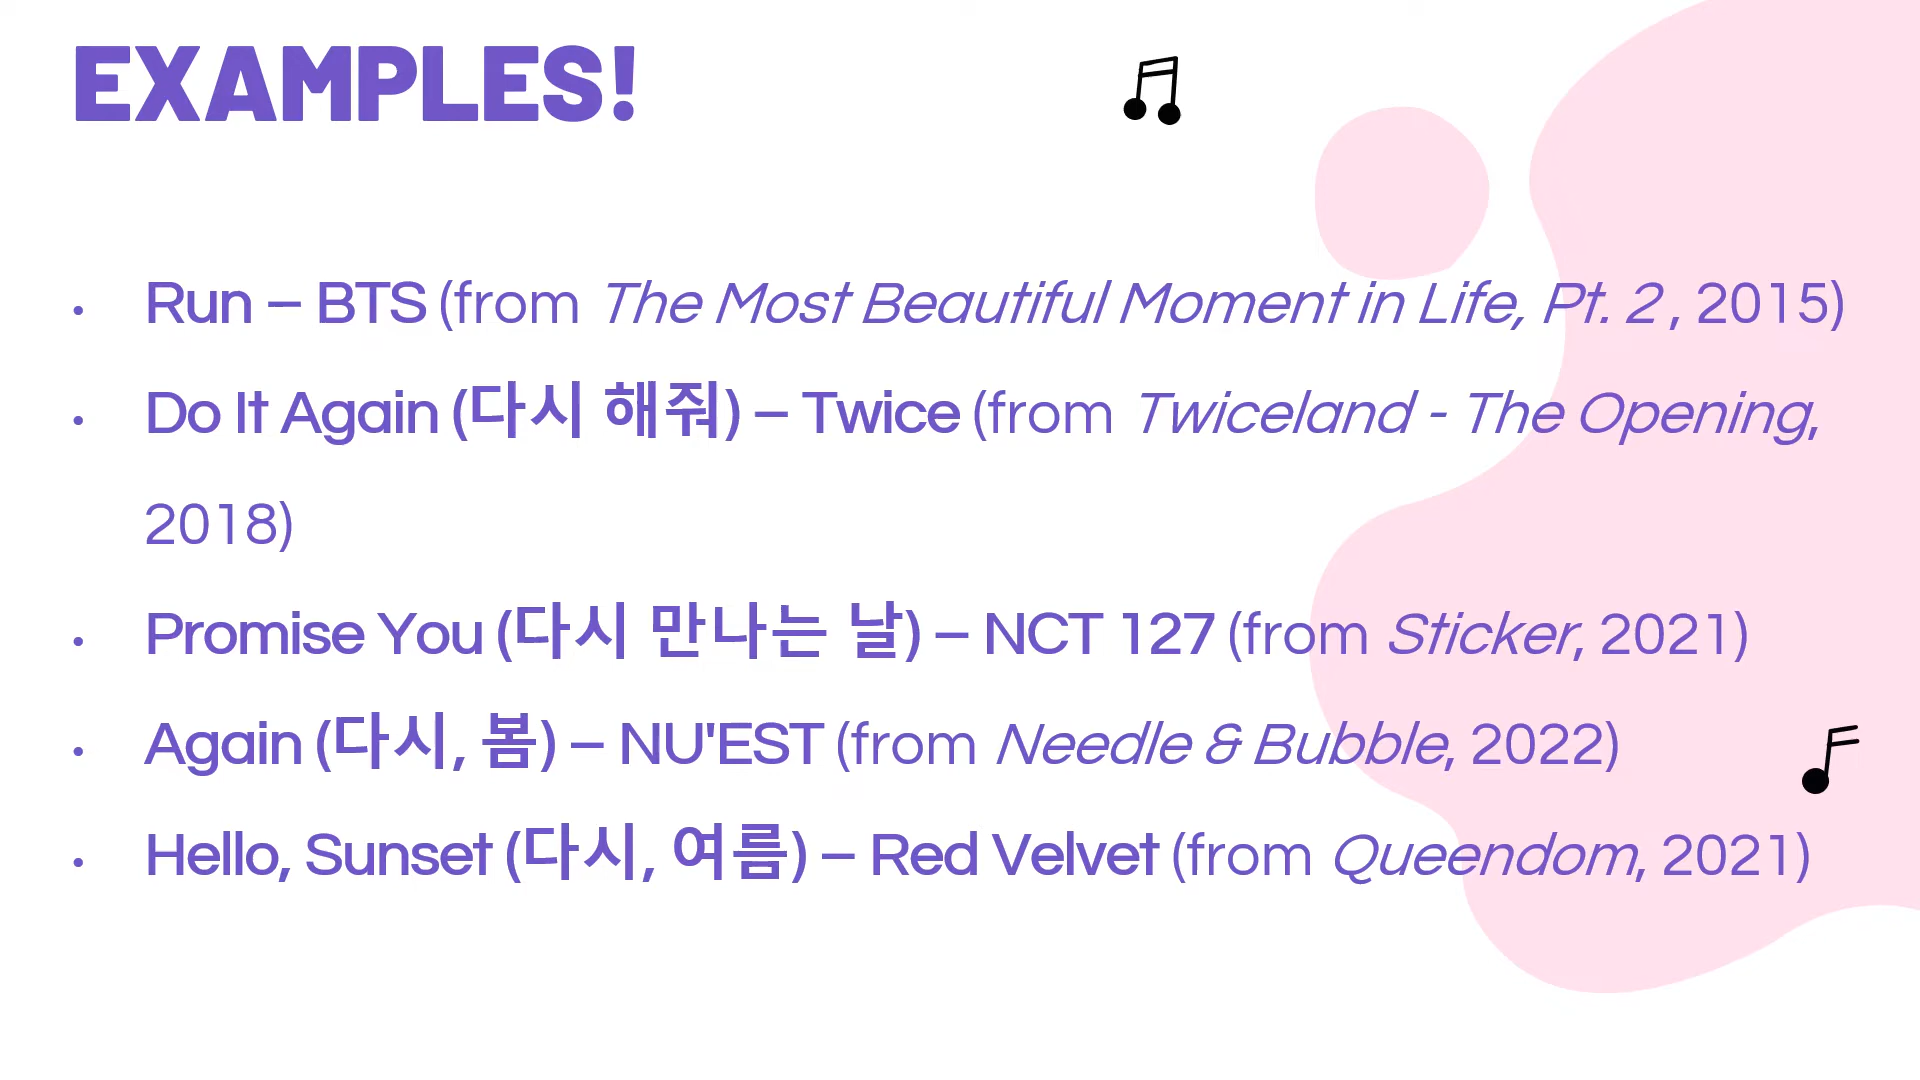 EXAMPLES!
• Run – BTS (from The Most Beautiful Moment in Life, Pt. 2 , 2015)
• Do It Again (다시 해줘) – Twice (from Twiceland - The Opening,
2018)
• Promise You (다시 만나는 날) – NCT 127 (from Sticker, 2021)
• Again (다시, 봄) – NU'EST (from Needle & Bubble, 2022)
• Hello, Sunset (다시, 여름) – Red Velvet (from Queendom, 2021)